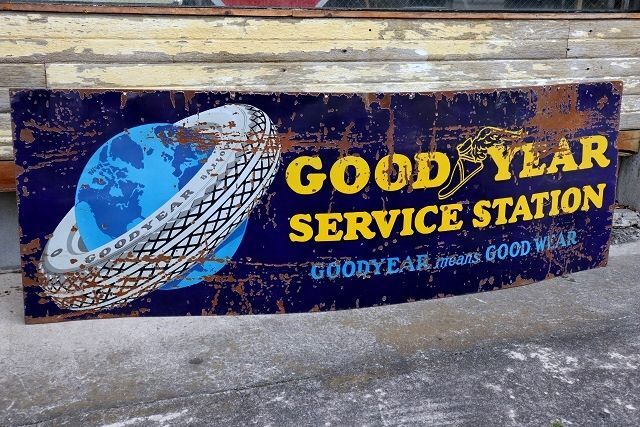 GOODYEAR
GOOD YEAR
SERVICE STATION
GOODYEAR means GOOD WEAR